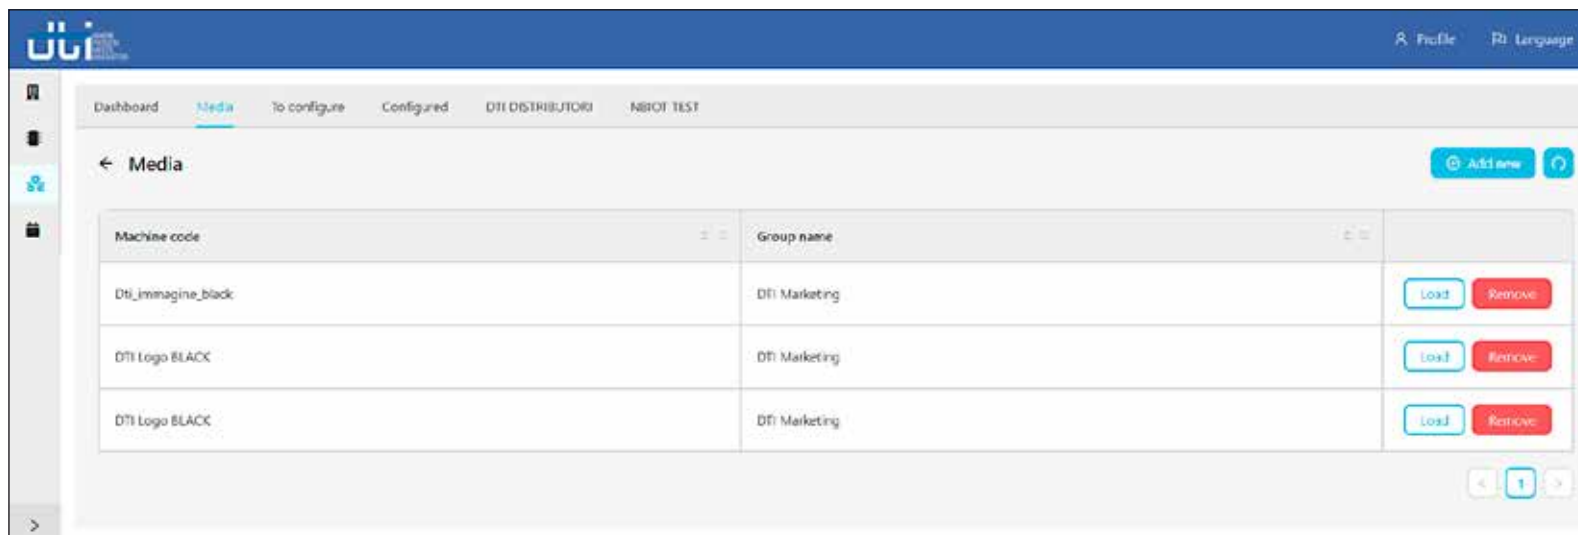 dti
Profile Language
Dashboard Media To configure Configured DTI DISTRIBUTORI NBIOT TEST
← Media
Add new
Machine code Group name
Dti_immagine_black DTI Marketing Load Remove
DTI Logo BLACK DTI Marketing Load Remove
DTI Logo BLACK DTI Marketing Load Remove
< 1 >
>